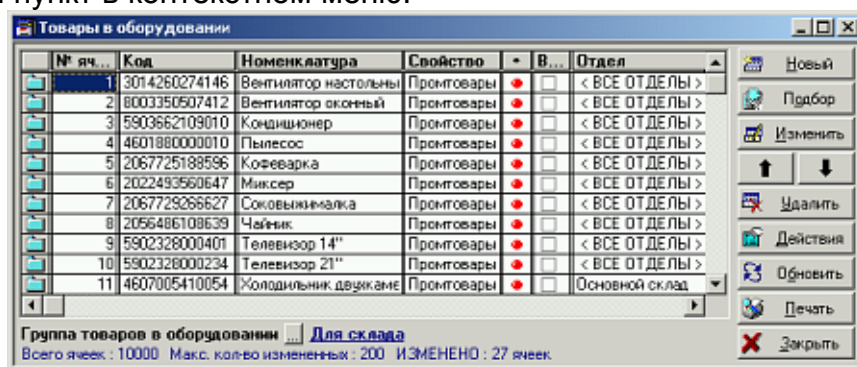 пункт в контекстном меню.
Товары в оборудовании
№ яч... Код Номенклатура Свойство • В... Отдел
1 3014260274146 Вентилятор настольны Промтовары < ВСЕ ОТДЕЛЫ >
2 8003350507412 Вентилятор оконный Промтовары < ВСЕ ОТДЕЛЫ >
3 5903662109010 Кондиционер Промтовары < ВСЕ ОТДЕЛЫ >
4 4601880000010 Пылесос Промтовары < ВСЕ ОТДЕЛЫ >
5 2067725188596 Кофеварка Промтовары < ВСЕ ОТДЕЛЫ >
6 2022493560647 Миксер Промтовары < ВСЕ ОТДЕЛЫ >
7 2067729266627 Соковыжималка Промтовары < ВСЕ ОТДЕЛЫ >
8 2056486108639 Чайник Промтовары < ВСЕ ОТДЕЛЫ >
9 5902328000401 Телевизор 14" Промтовары < ВСЕ ОТДЕЛЫ >
10 5902328000234 Телевизор 21" Промтовары < ВСЕ ОТДЕЛЫ >
11 4607005410054 Холодильник двухкаме Промтовары Основной склад
Группа товаров в оборудовании ... Для склада
Всего ячеек : 10000 Макс. кол-во измененных : 200 ИЗМЕНЕНО : 27 ячеек
Новый
Подбор
Изменить
Удалить
Действия
Обновить
Печать
Закрыть